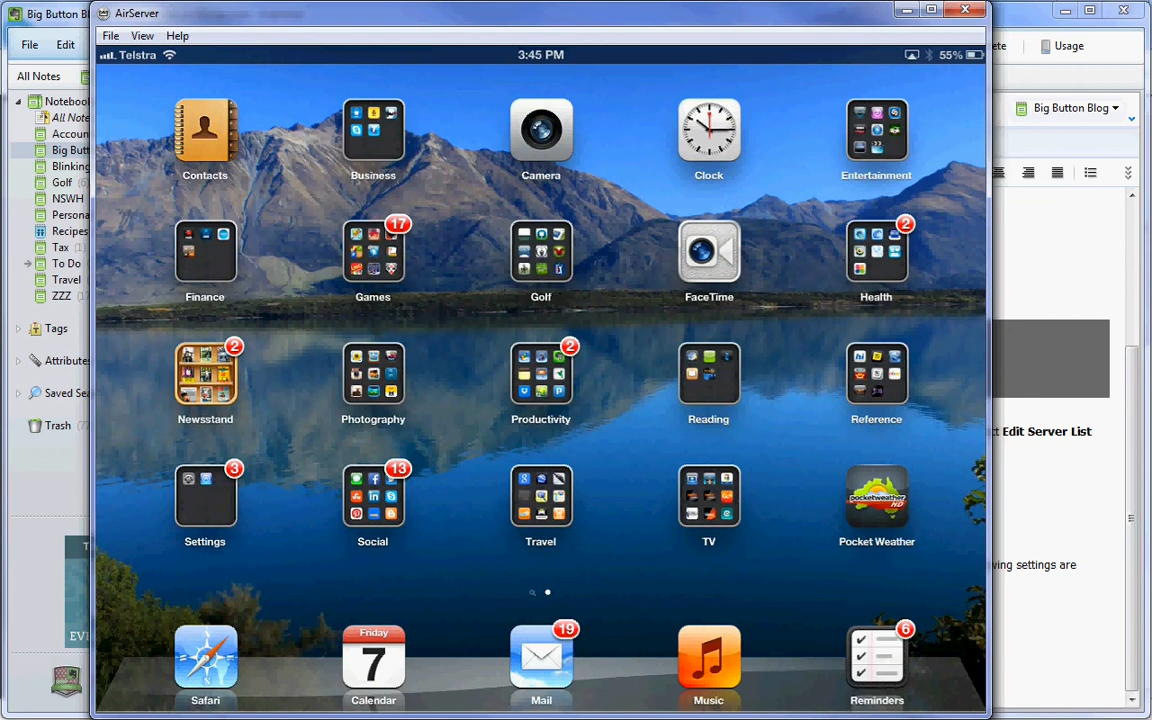 Big Button B
AirServer
File Edit
File View Help
Usage
Telstra
3:45 PM
55%
All Notes
Big Button Blog
Notebo
All Note
Accoun
Big Butt
Blinking
Golf
NSWH
Persona
Recipes
Tax
To Do
Travel
ZZZ
Tags
Attributes
Saved Sea
Trash
Contacts
Business
Camera
Clock
Entertainment
17
2
Finance
Games
Golf
FaceTime
Health
2
2
Newsstand
Photography
Productivity
Reading
Reference
Edit Server List
3
13
pocketweather
HD
Settings
Social
Travel
TV
Pocket Weather
ving settings are
Friday
7
19
6
Safari
Calendar
Mail
Music
Reminders